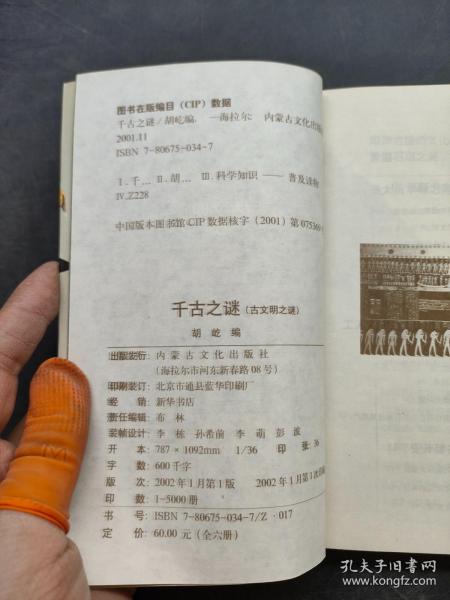 图书在版编目（CIP）数据
千古之谜/胡屹编. —海拉尔: 内蒙古文化出版
2001.11
ISBN 7-80675-034-7
Ⅰ.千… Ⅱ.胡… Ⅲ.科学知识——普及读物
Ⅳ.Z228
中国版本图书馆·CIP数据核字（2001）第075369
千古之谜（古文明之谜）
胡 屹 编
出版发行: 内蒙古文化出版社
（海拉尔市河东新春路08号）
印刷装订: 北京市通县蓝华印刷厂
经 销: 新华书店
责任编辑: 布 林
装帧设计: 李 栋 孙希前 李 萌 彭 波
开 本: 787×1092mm 1/36 印 张: 36
字 数: 600千字
版 次: 2002年1月第1版 2002年1月第1次
印 数: 1-5000册
书 号: ISBN 7-80675-034-7/Z·017
定 价: 60.00元（全六册）
孔夫子旧书网
www.kongfz.com